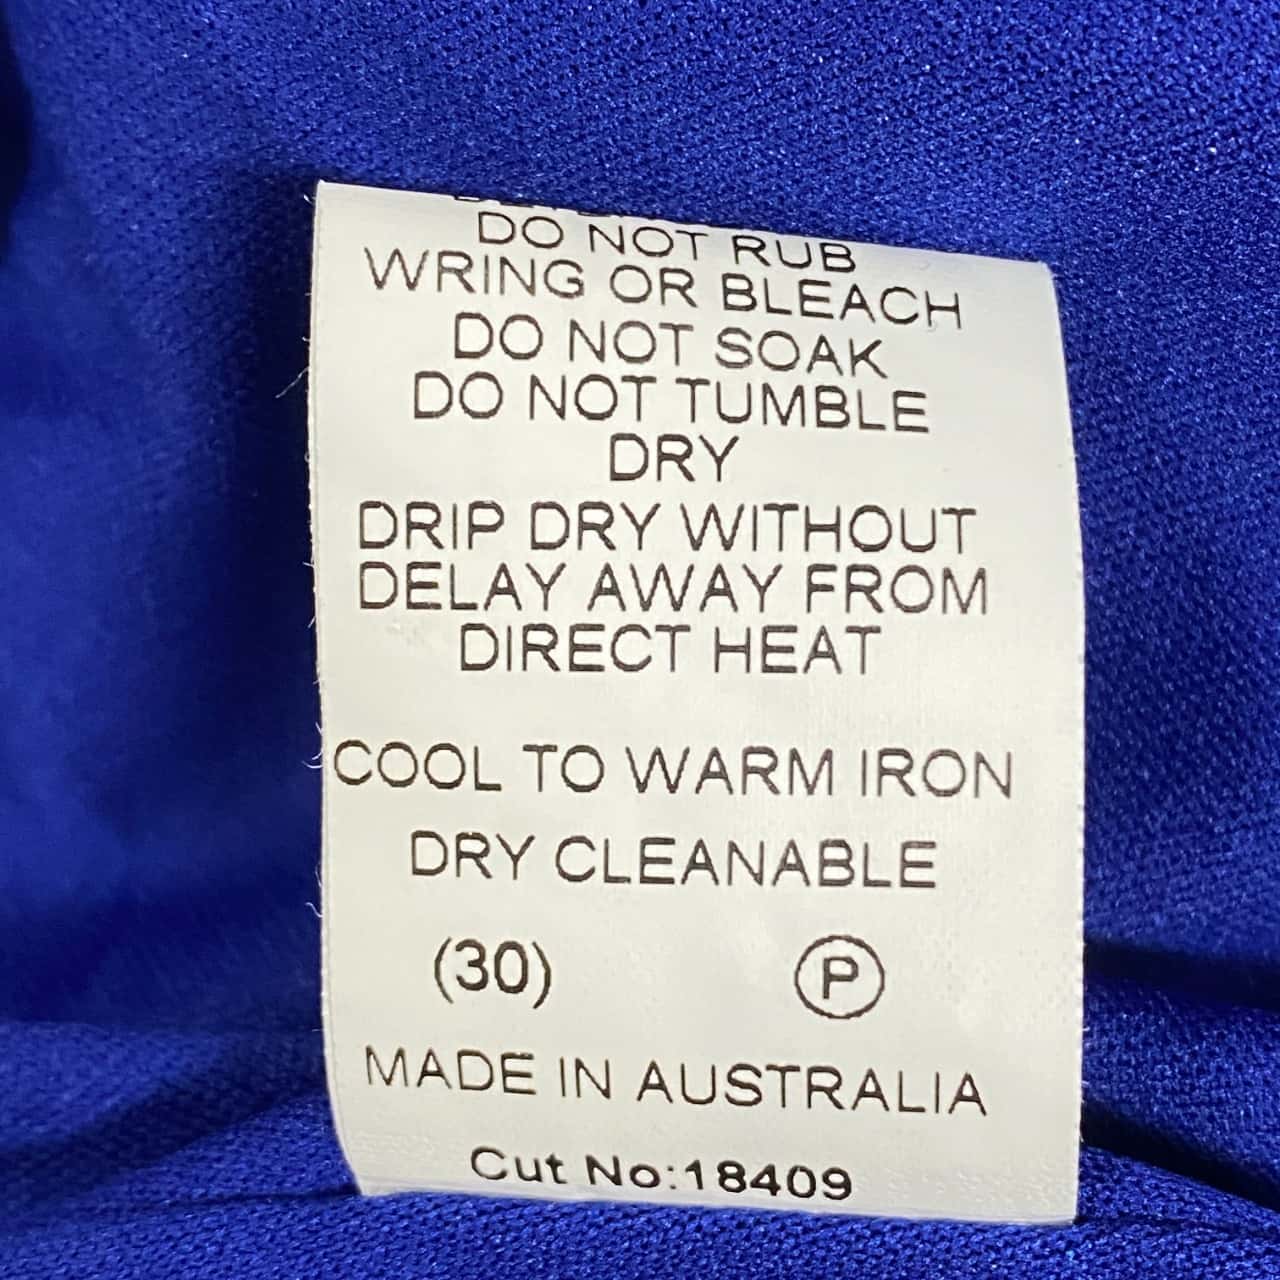 DO NOT RUB
WRING OR BLEACH
DO NOT SOAK
DO NOT TUMBLE
DRY
DRIP DRY WITHOUT
DELAY AWAY FROM
DIRECT HEAT
COOL TO WARM IRON
DRY CLEANABLE
(30) P
MADE IN AUSTRALIA
Cut No:18409